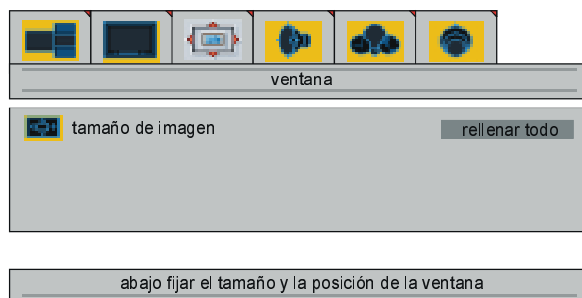 ventana
tamaño de imagen rellenar todo
abajo fijar el tamaño y la posición de la ventana